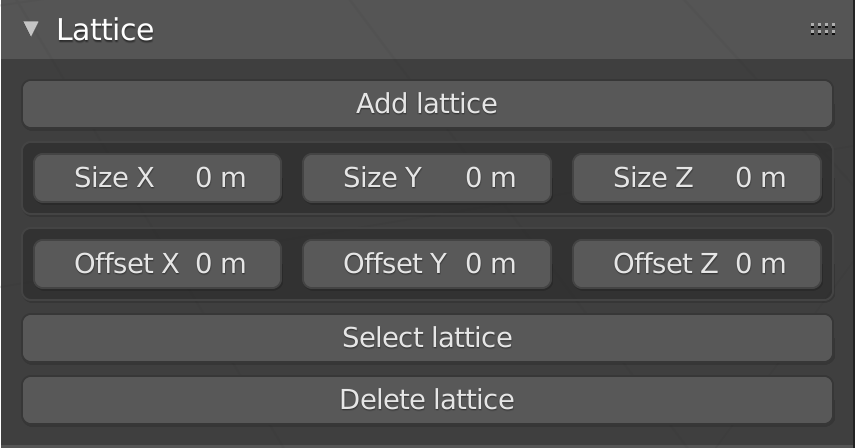 Lattice
Add lattice
Size X 0 m Size Y 0 m Size Z 0 m
Offset X 0 m Offset Y 0 m Offset Z 0 m
Select lattice
Delete lattice